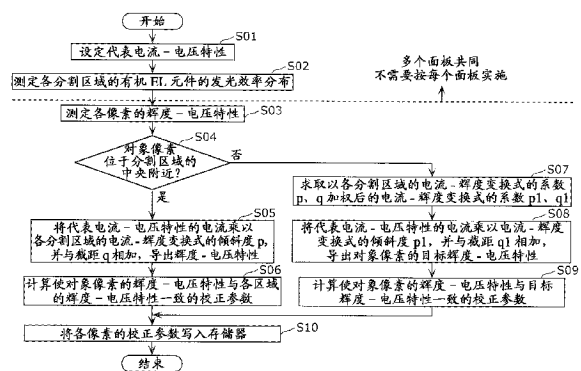 开始
S01
设定代表电流-电压特性
S02
测定各分割区域的有机EL元件的发光效率分布
多个面板共同
不需要按每个面板实施
S03
测定各像素的辉度-电压特性
S04
对象像素
位于分割区域的
中央附近?
否
是
S05
将代表电流-电压特性的电流乘以
各分割区域的电流-辉度变换式的倾斜度p,
并与截距q相加,导出辉度-电压特性
S06
计算使对象像素的辉度-电压特性与各区域
的辉度-电压特性一致的校正参数
S07
求取以各分割区域的电流-辉度变换式的系数
p、q加权后的电流-辉度变换式的系数p1、q1
S08
将代表电流-电压特性的电流乘以电流-辉度
变换式的倾斜度p1,并与截距q1相加,
导出对象像素的目标辉度-电压特性
S09
计算使对象像素的辉度-电压特性与目标
辉度-电压特性一致的校正参数
S10
将各像素的校正参数写入存储器
结束